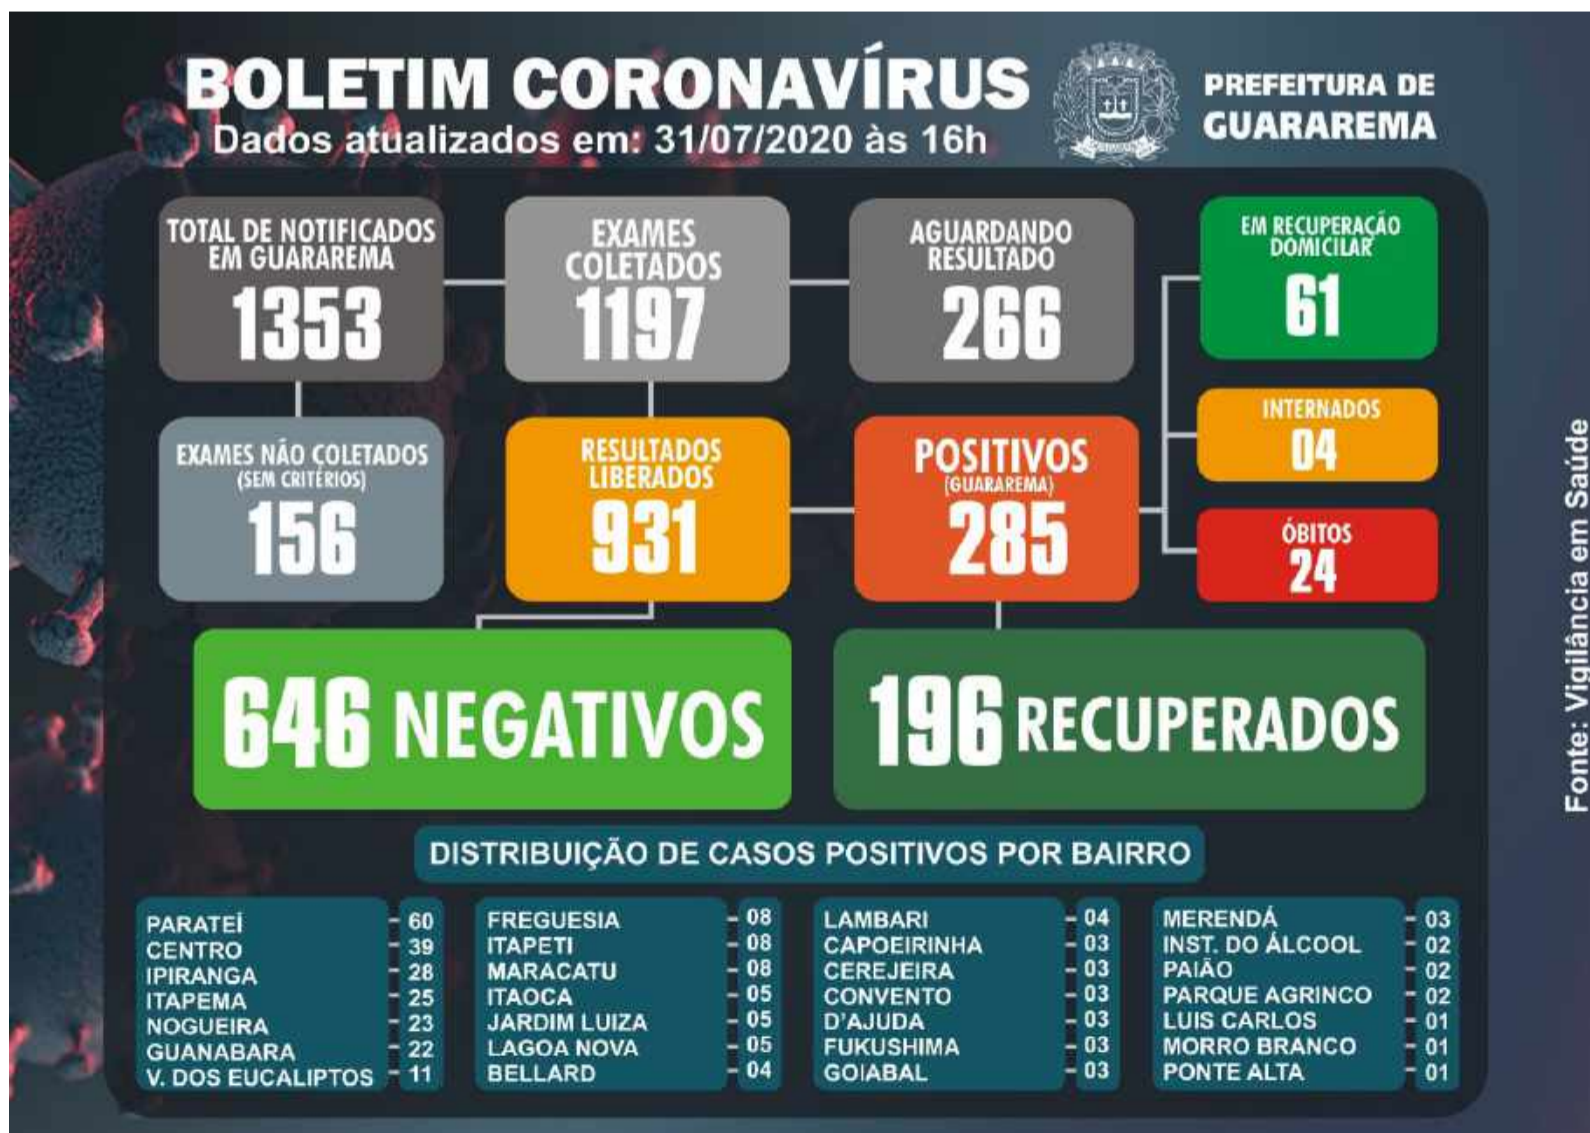 BOLETIM CORONAVÍRUS
Dados atualizados em: 31/07/2020 às 16h
PREFEITURA DE
GUARAREMA
TOTAL DE NOTIFICADOS
EM GUARAREMA
1353
EXAMES
COLETADOS
1197
AGUARDANDO
RESULTADO
266
EM RECUPERAÇÃO
DOMICILAR
61
INTERNADOS
04
ÓBITOS
24
EXAMES NÃO COLETADOS
(SEM CRITÉRIOS)
156
RESULTADOS
LIBERADOS
931
POSITIVOS
(GUARAREMA)
285
646 NEGATIVOS
196 RECUPERADOS
DISTRIBUIÇÃO DE CASOS POSITIVOS POR BAIRRO
PARATEÍ - 60
CENTRO - 39
IPIRANGA - 28
ITAPEMA - 25
NOGUEIRA - 23
GUANABARA - 22
V. DOS EUCALIPTOS - 11
FREGUESIA - 08
ITAPETI - 08
MARACATU - 08
ITAOCA - 05
JARDIM LUIZA - 05
LAGOA NOVA - 05
BELLARD - 04
LAMBARI - 04
CAPOEIRINHA - 03
CEREJEIRA - 03
CONVENTO - 03
D'AJUDA - 03
FUKUSHIMA - 03
GOIABAL - 03
MERENDÁ - 03
INST. DO ÁLCOOL - 02
PAIÃO - 02
PARQUE AGRINCO - 02
LUIS CARLOS - 01
MORRO BRANCO - 01
PONTE ALTA - 01
Fonte: Vigilância em Saúde